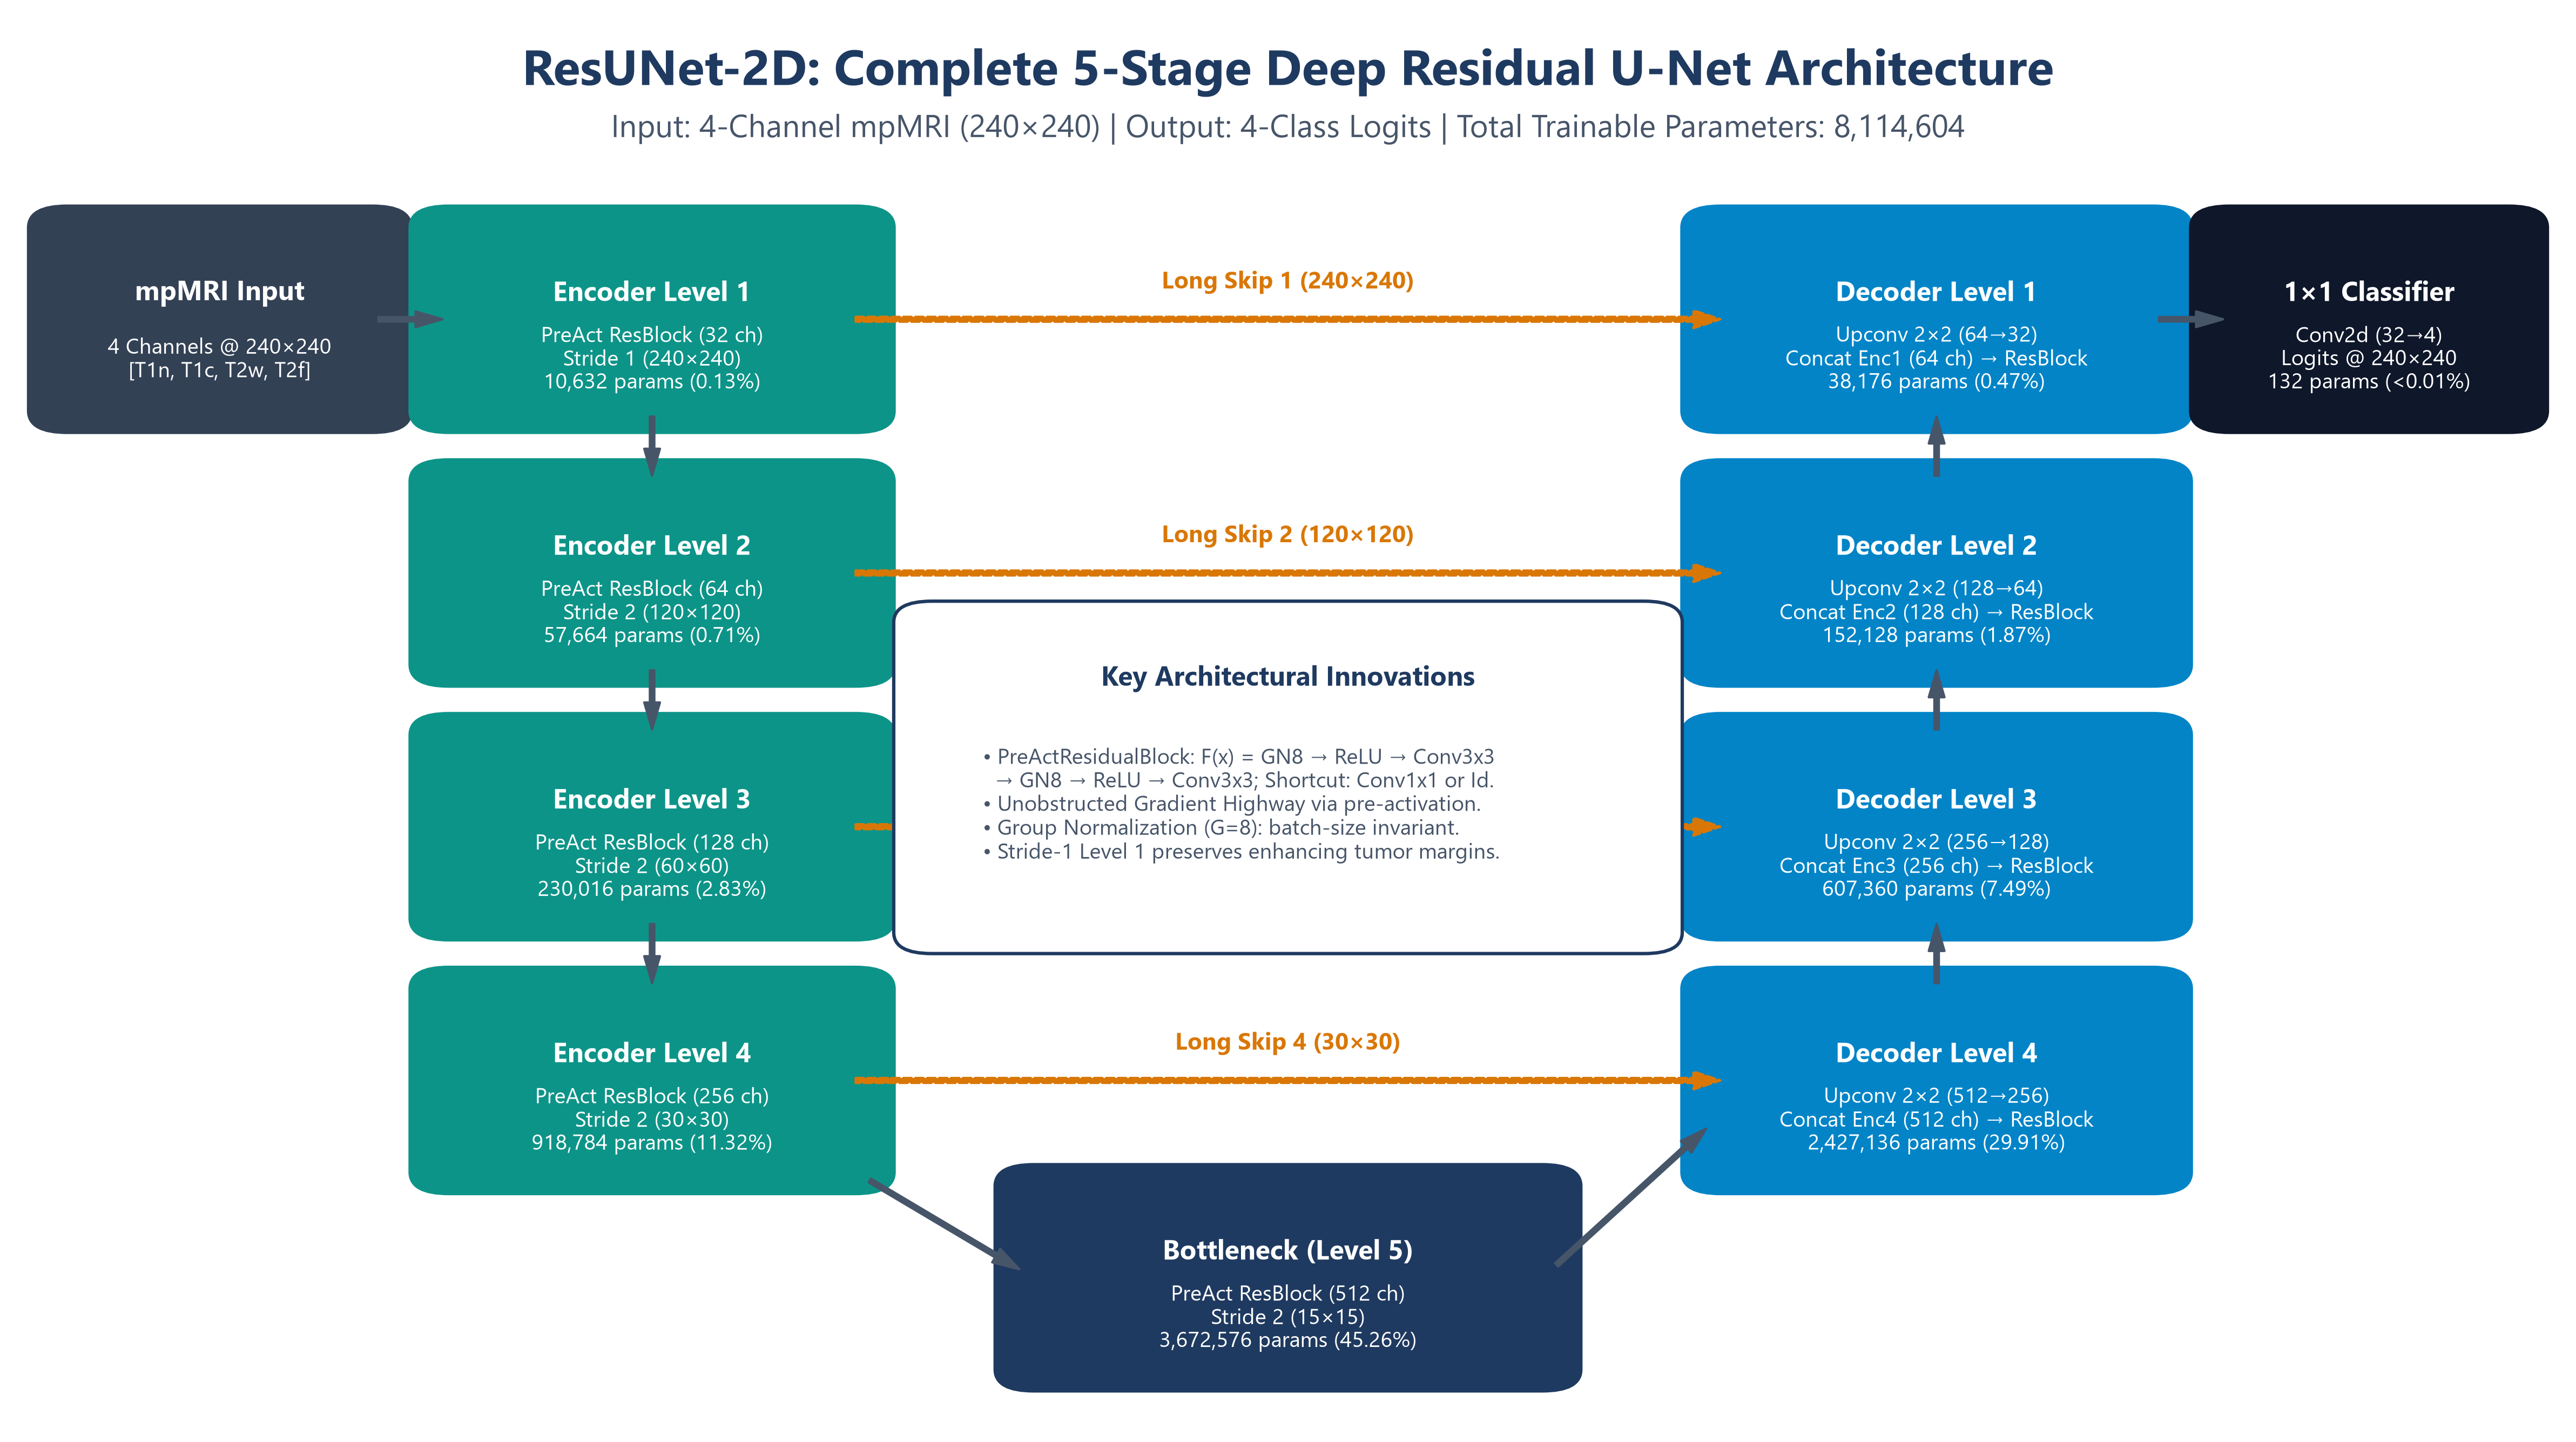 ResUNet-2D: Complete 5-Stage Deep Residual U-Net Architecture
Input: 4-Channel mpMRI (240×240) | Output: 4-Class Logits | Total Trainable Parameters: 8,114,604
mpMRI Input
4 Channels @ 240×240
[T1n, T1c, T2w, T2f]
Encoder Level 1
PreAct ResBlock (32 ch)
Stride 1 (240×240)
10,632 params (0.13%)
Long Skip 1 (240×240)
Decoder Level 1
Upconv 2×2 (64→32)
Concat Enc1 (64 ch) → ResBlock
38,176 params (0.47%)
1×1 Classifier
Conv2d (32→4)
Logits @ 240×240
132 params (<0.01%)
Encoder Level 2
PreAct ResBlock (64 ch)
Stride 2 (120×120)
57,664 params (0.71%)
Long Skip 2 (120×120)
Decoder Level 2
Upconv 2×2 (128→64)
Concat Enc2 (128 ch) → ResBlock
152,128 params (1.87%)
Key Architectural Innovations
• PreActResidualBlock: F(x) = GN8 → ReLU → Conv3x3
→ GN8 → ReLU → Conv3x3; Shortcut: Conv1x1 or Id.
• Unobstructed Gradient Highway via pre-activation.
• Group Normalization (G=8): batch-size invariant.
• Stride-1 Level 1 preserves enhancing tumor margins.
Encoder Level 3
PreAct ResBlock (128 ch)
Stride 2 (60×60)
230,016 params (2.83%)
Decoder Level 3
Upconv 2×2 (256→128)
Concat Enc3 (256 ch) → ResBlock
607,360 params (7.49%)
Encoder Level 4
PreAct ResBlock (256 ch)
Stride 2 (30×30)
918,784 params (11.32%)
Long Skip 4 (30×30)
Decoder Level 4
Upconv 2×2 (512→256)
Concat Enc4 (512 ch) → ResBlock
2,427,136 params (29.91%)
Bottleneck (Level 5)
PreAct ResBlock (512 ch)
Stride 2 (15×15)
3,672,576 params (45.26%)